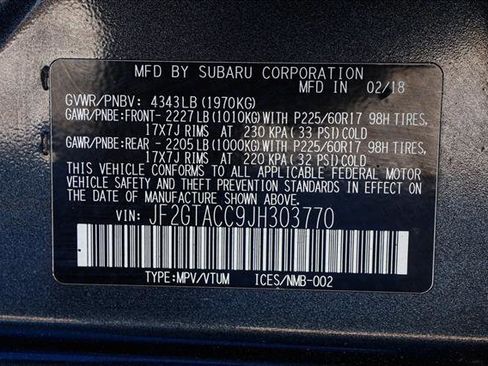 MFD BY SUBARU CORPORATION
MFD IN 02/18
GVWR/PNBV: 4343LB (1970KG)
GAWR/PNBE:FRONT- 2227LB (1010KG)WITH P225/60R17 98H TIRES,
17X7J RIMS AT 230 KPA(33 PSI)COLD
GAWR/PNBE:REAR - 2205LB (1000KG)WITH P225/60R17 98H TIRES,
17X7J RIMS AT 220 KPA(32 PSI)COLD
THIS VEHICLE CONFORMS TO ALL APPLICABLE FEDERAL MOTOR
VEHICLE SAFETY AND THEFT PREVENTION STANDARDS IN EFFECT ON
THE DATE OF MANUFACTURE SHOWN ABOVE.
VIN: JF2GTACC9JH303770
TYPE:MPV/VTUM ICES/NMB-002